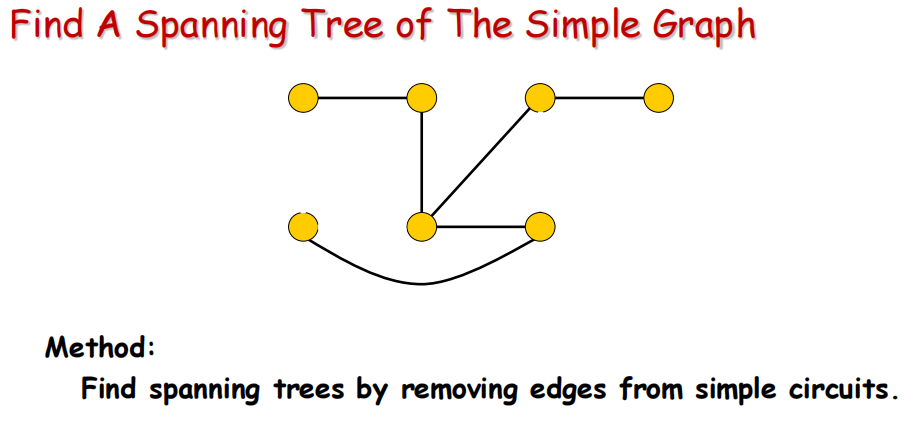 Find A Spanning Tree of The Simple Graph
Method:
Find spanning trees by removing edges from simple circuits.